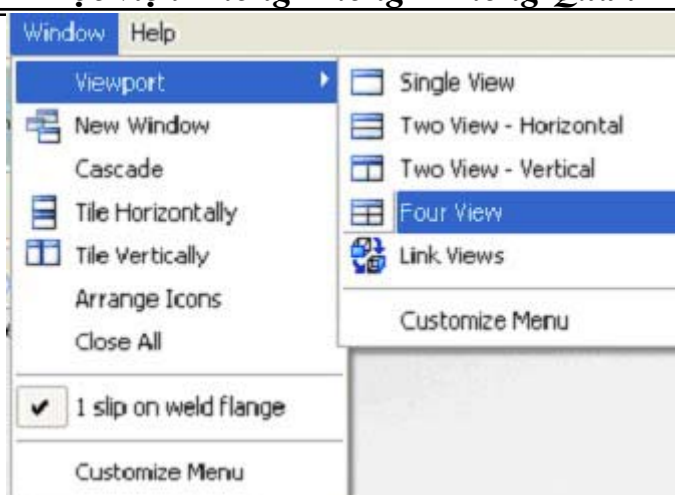 Window Help
Viewport
New Window
Cascade
Tile Horizontally
Tile Vertically
Arrange Icons
Close All
1 slip on weld flange
Customize Menu
Single View
Two View - Horizontal
Two View - Vertical
Four View
Link Views
Customize Menu